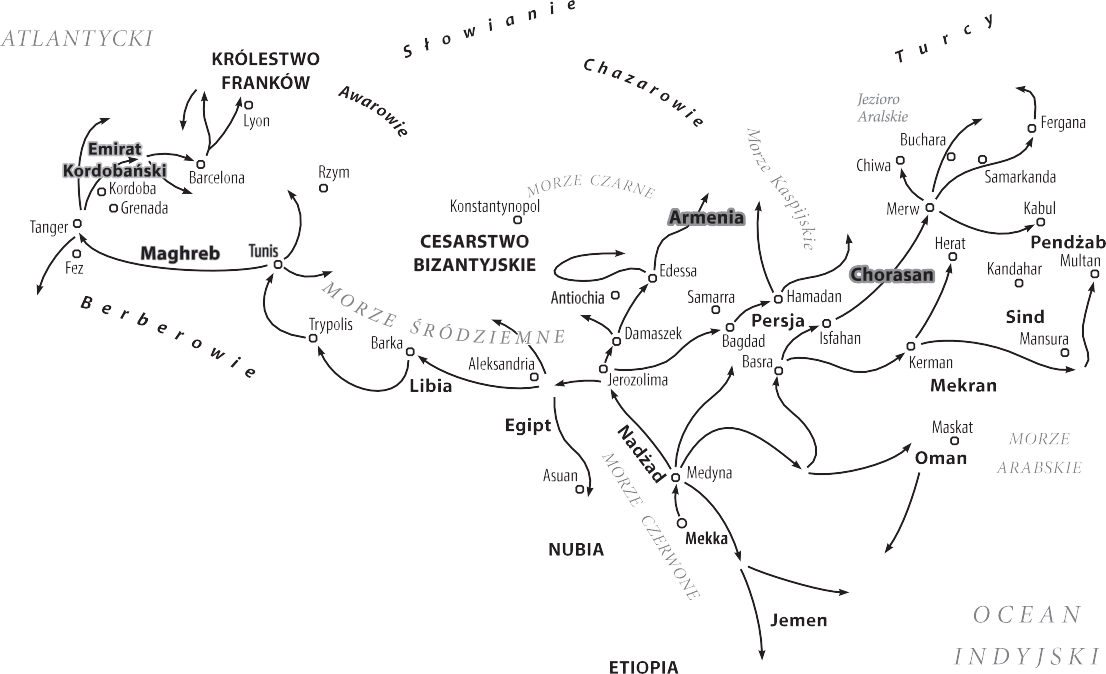 ATLANTYCKI
Słowianie
Turcy
KRÓLESTWO
FRANKÓW
Awarowie
Chazarowie
Lyon
Jezioro
Aralskie
Fergana
Buchara
Chiwa
Samarkanda
Emirat
Kordobański
Barcelona
Kordoba
Grenada
Rzym
MORZE CZARNE
Morze Kaspijskie
Konstantynopol
CESARSTWO
BIZANTYJSKIE
Armenia
Merw
Kabul
Pendżab
Herat
Multan
Tanger
Fez
Maghreb
Tunis
Edessa
Antiochia
Samarra
Hamadan
Chorasan
Kandahar
Berberowie
MORZE ŚRÓDZIEMNE
Trypolis
Barka
Damaszek
Persja
Bagdad
Isfahan
Sind
Mansura
Aleksandria
Libia
Jerozolima
Basra
Kerman
Mekran
Egipt
Nadżad
Maskat
Oman
MORZE
ARABSKIE
Asuan
Medyna
MORZE CZERWONE
NUBIA
Mekka
Jemen
ETIOPIA
OCEAN
INDYJSKI